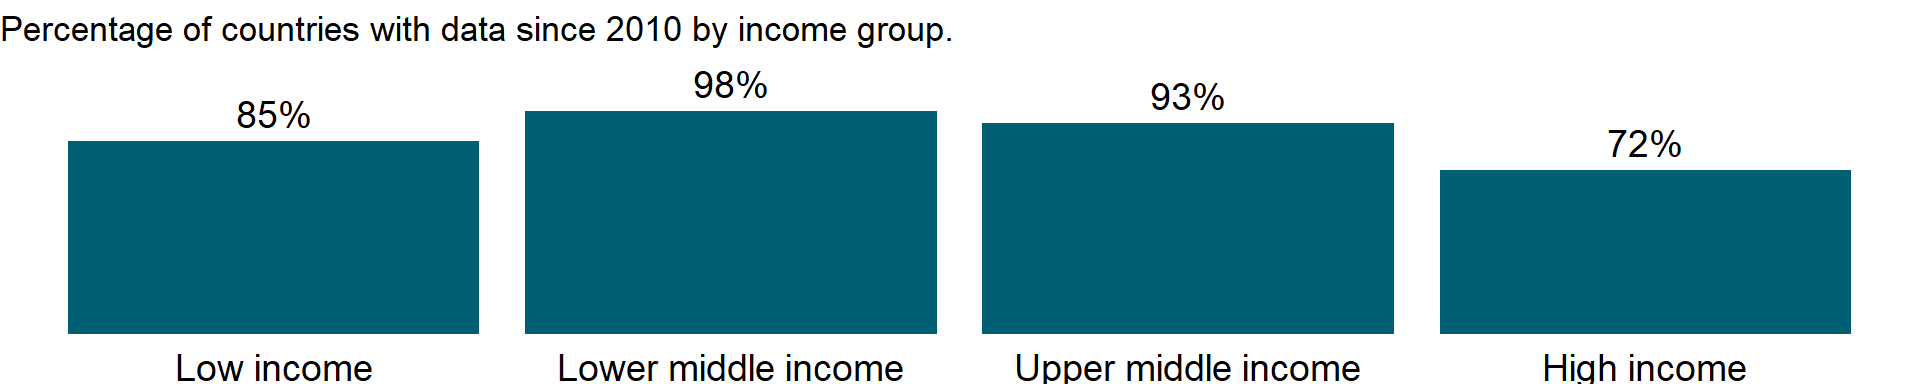 Percentage of countries with data since 2010 by income group.
98%
93%
85%
72%
Low income
Lower middle income
Upper middle income
High income